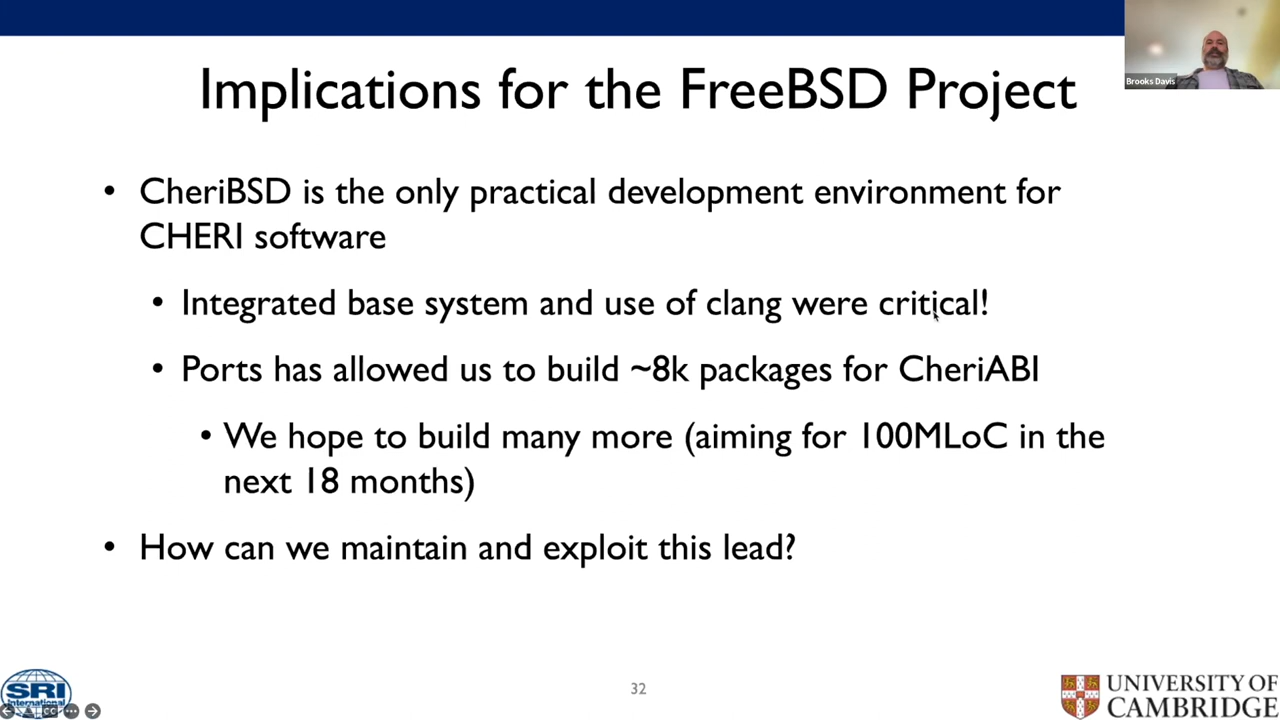 Brooks Davis
Implications for the FreeBSD Project
• CheriBSD is the only practical development environment for
CHERI software
• Integrated base system and use of clang were critical!
• Ports has allowed us to build ~8k packages for CheriABI
• We hope to build many more (aiming for 100MLoC in the
next 18 months)
• How can we maintain and exploit this lead?
SRI
International
CC
32
UNIVERSITY OF
CAMBRIDGE